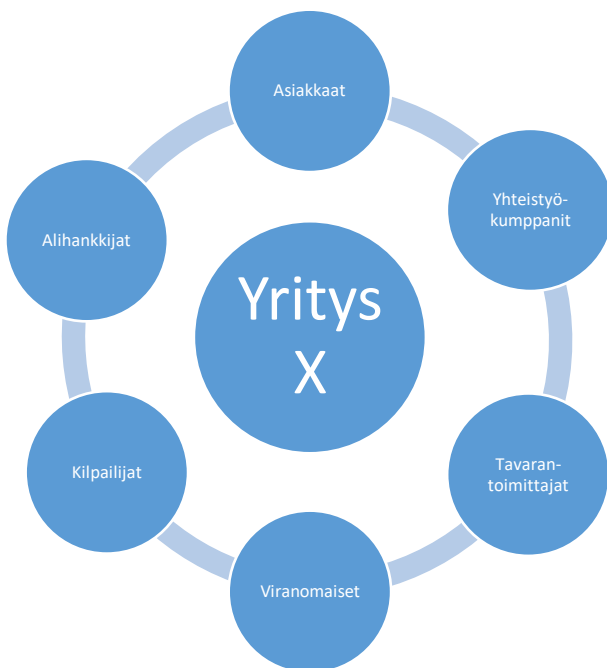 Asiakkaat
Yhteistyö-
kumppanit
Tavaran-
toimittajat
Viranomaiset
Kilpailijat
Alihankkijat
Yritys
X